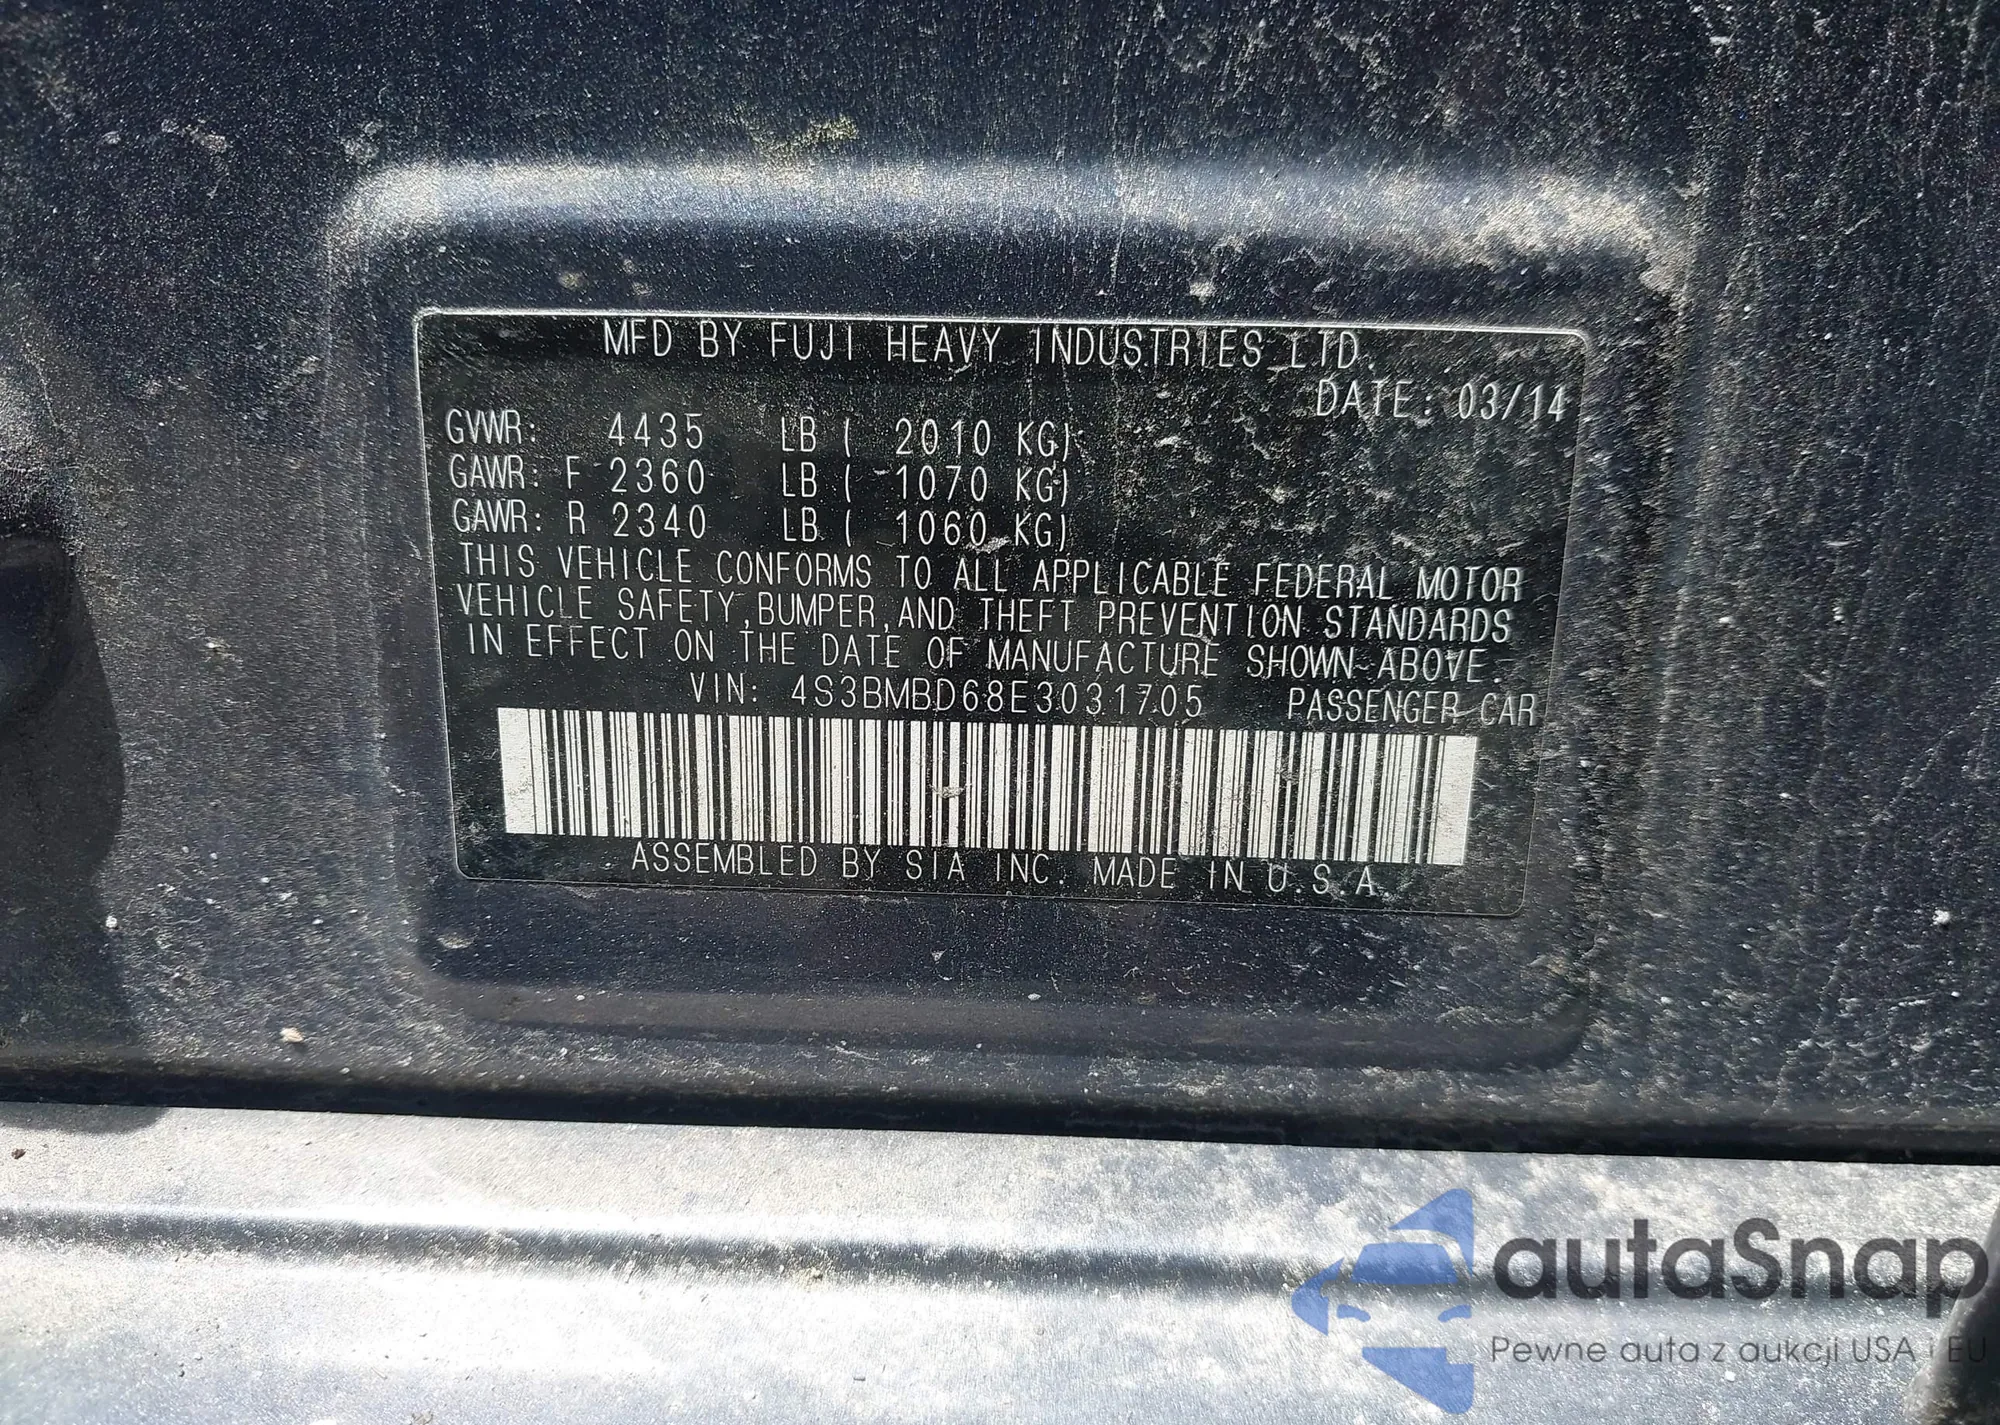 MFD BY FUJI HEAVY INDUSTRIES LTD.
DATE: 03/14
GVWR: 4435 LB ( 2010 KG)
GAWR: F 2360 LB ( 1070 KG)
GAWR: R 2340 LB ( 1060 KG)
THIS VEHICLE CONFORMS TO ALL APPLICABLE FEDERAL MOTOR
VEHICLE SAFETY, BUMPER, AND THEFT PREVENTION STANDARDS
IN EFFECT ON THE DATE OF MANUFACTURE SHOWN ABOVE.
VIN: 4S3BMBD68E3031705 PASSENGER CAR
ASSEMBLED BY SIA INC. MADE IN U.S.A.
autaSnap
Pewne auta z aukcji USA i EU